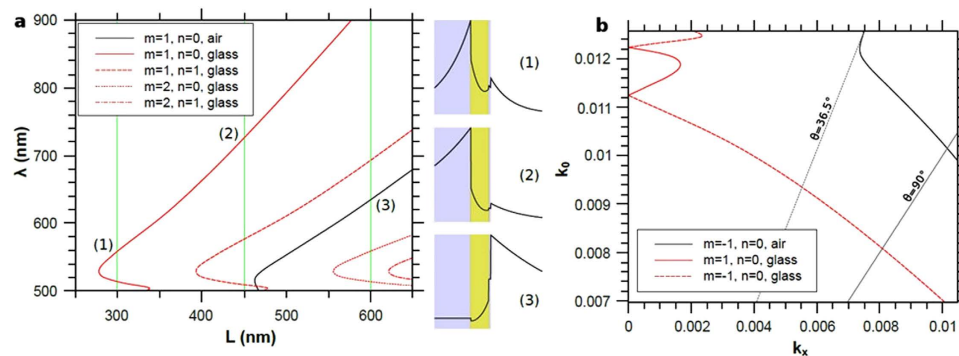 a
m=1, n=0, air
m=1, n=0, glass
m=1, n=1, glass
m=2, n=0, glass
m=2, n=1, glass
900
800
700
600
500
λ (nm)
(1)
(2)
(3)
300
400
500
600
L (nm)
(1)
(2)
(3)
b
0.012
0.011
0.01
0.009
0.008
0.007
k0
θ=36.5°
θ=90°
m=-1, n=0, air
m=1, n=0, glass
m=-1, n=0, glass
0
0.002
0.004
0.006
0.008
0.01
kx